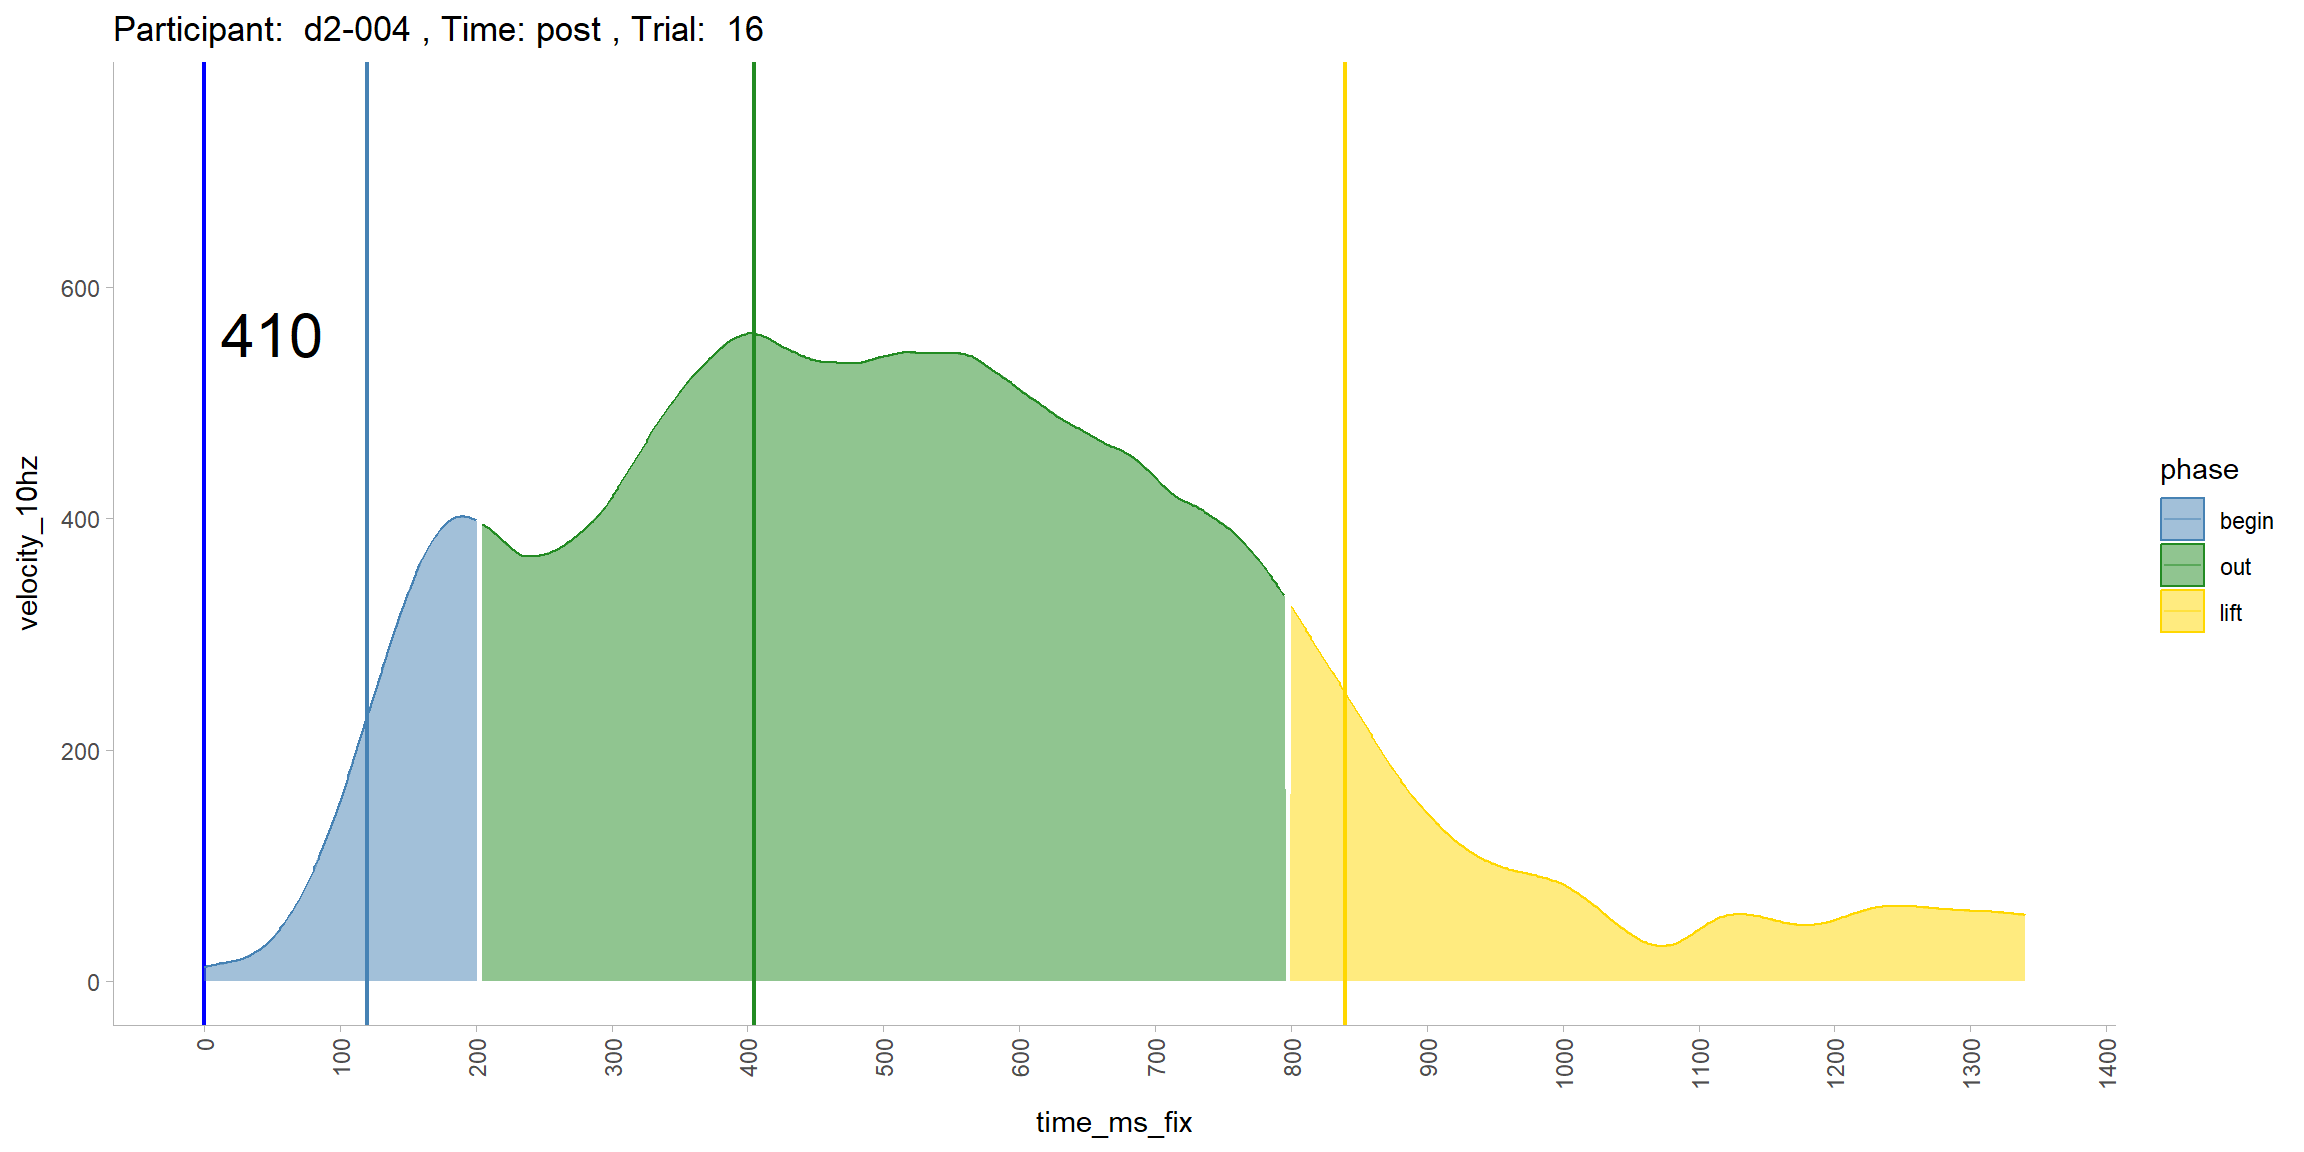 Participant:  d2-004 , Time: post , Trial:  16
600
410
400
200
0
velocity_10hz
0 100 200 300 400 500 600 700 800 900 1000 1100 1200 1300 1400
time_ms_fix
phase
begin
out
lift